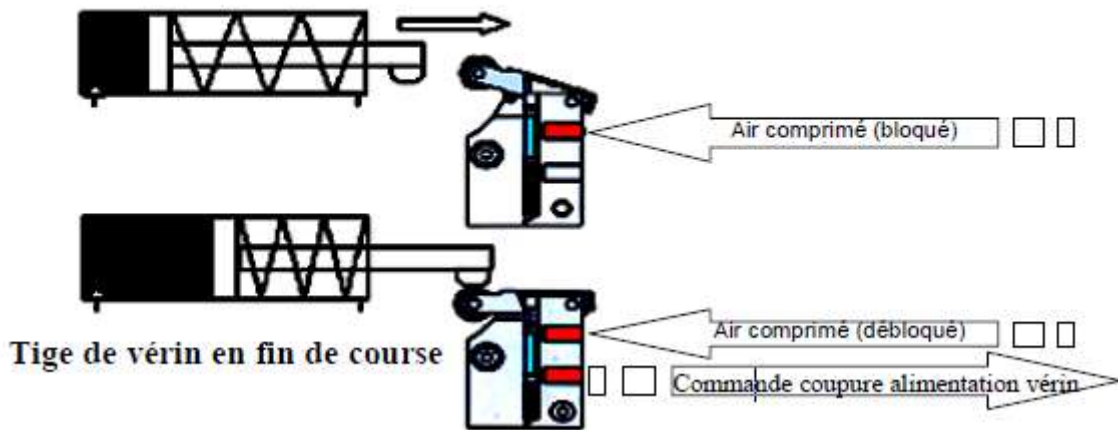 Air comprimé (bloqué)
Air comprimé (débloqué)
Tige de vérin en fin de course
Commande coupure alimentation vérin